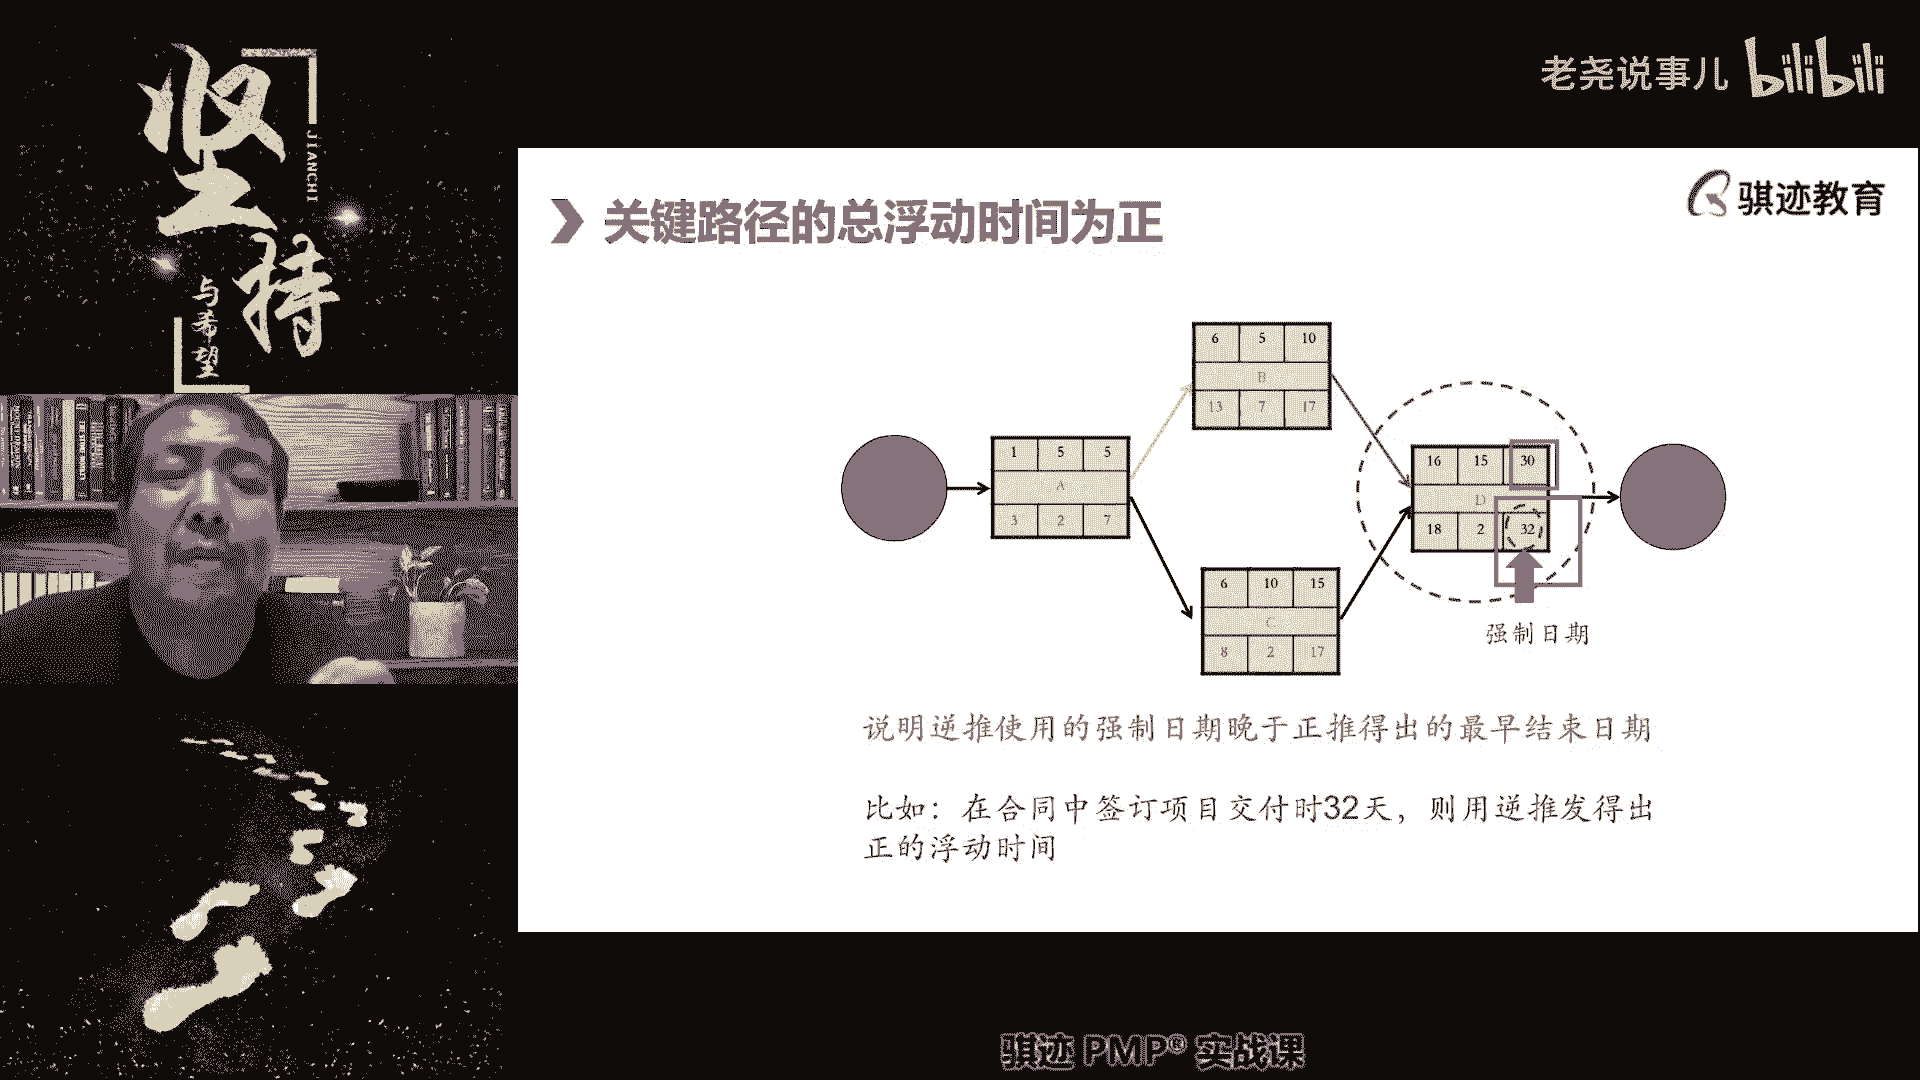 坚持
JIANCHI
与希望
老尧说事儿 bilibili
骐迹教育
关键路径的总浮动时间为正
6 5 10
B
13 7 17
1 5 5
A
3 2 7
16 15 30
D
18 2 32
6 10 15
C
8 2 17
强制日期
说明逆推使用的强制日期晚于正推得出的最早结束日期
比如：在合同中签订项目交付时32天，则用逆推发得出
正的浮动时间
骐迹 PMP® 实战课